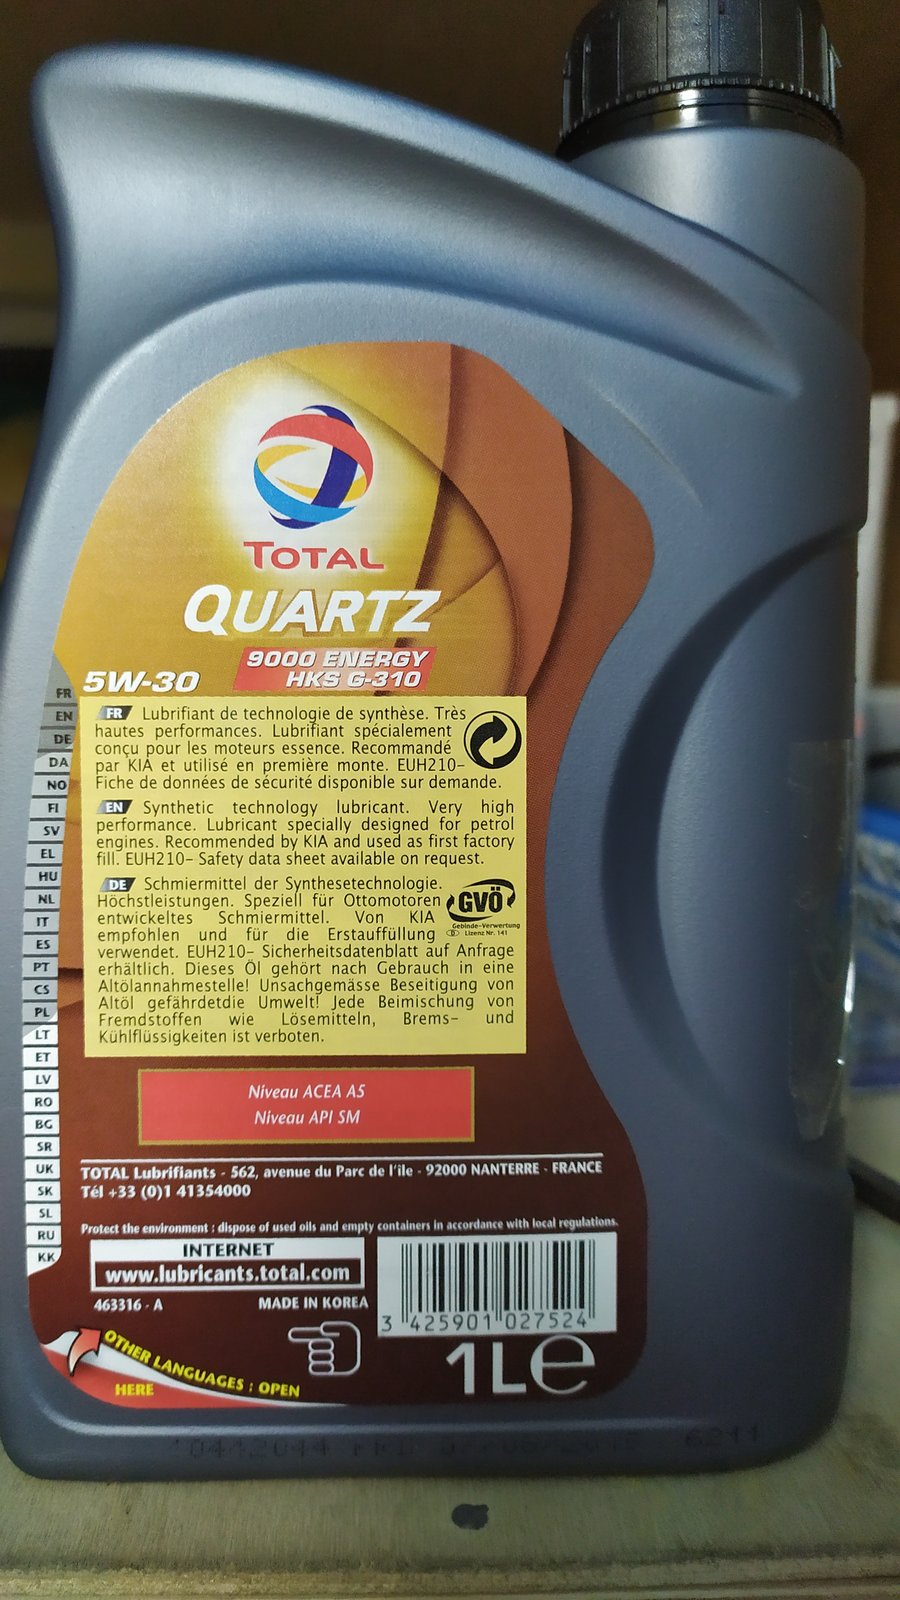 TOTAL
QUARTZ
9000 ENERGY
HKS G-310
5W-30
FR
EN
DE
DA
NO
FI
SV
EL
HU
NL
IT
ES
PT
CS
PL
LT
ET
LV
RO
BG
SR
UK
SK
SL
RU
KK
FR Lubrifiant de technologie de synthèse. Très
hautes performances. Lubrifiant spécialement
conçu pour les moteurs essence. Recommandé
par KIA et utilisé en première monte. EUH210-
Fiche de données de sécurité disponible sur demande.
EN Synthetic technology lubricant. Very high
performance. Lubricant specially designed for petrol
engines. Recommended by KIA and used as first factory
fill. EUH210- Safety data sheet available on request.
DE Schmiermittel der Synthesetechnologie.
Höchstleistungen. Speziell für Ottomotoren
entwickeltes Schmiermittel. Von KIA
empfohlen und für die Erstauffüllung
verwendet. EUH210- Sicherheitsdatenblatt auf Anfrage
erhältlich. Dieses Öl gehört nach Gebrauch in eine
Altölannahmestelle! Unsachgemässe Beseitigung von
Altöl gefährdetdie Umwelt! Jede Beimischung von
Fremdstoffen wie Lösemitteln, Brems- und
Kühlflüssigkeiten ist verboten.
GVÖ
Gebinde-Verwertung
D Lizenz Nr. 141
Niveau ACEA A5
Niveau API SM
TOTAL Lubrifiants - 562, avenue du Parc de l'île - 92000 NANTERRE - FRANCE
Tél +33 (0)1 41354000
Protect the environment : dispose of used oils and empty containers in accordance with local regulations.
INTERNET
www.lubricants.total.com
463316 - A MADE IN KOREA
3 425901 027524
OTHER LANGUAGES : OPEN
HERE
1L e